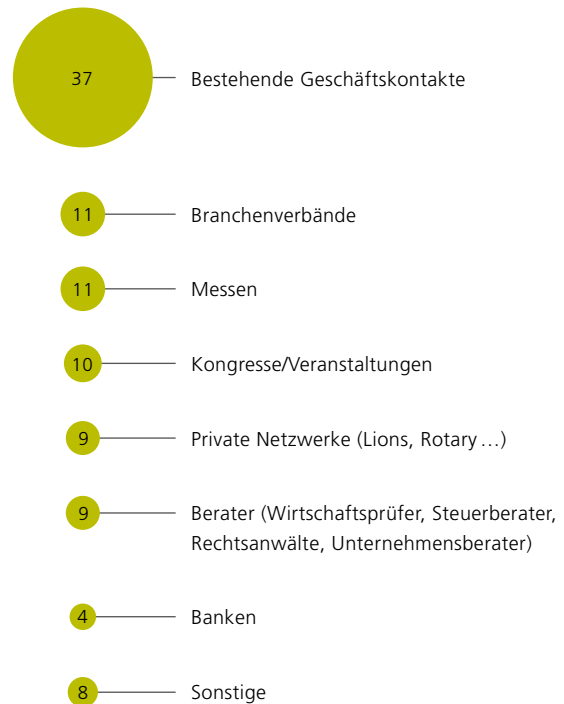 37 Bestehende Geschäftskontakte
11 Branchenverbände
11 Messen
10 Kongresse/Veranstaltungen
9 Private Netzwerke (Lions, Rotary …)
9 Berater (Wirtschaftsprüfer, Steuerberater,
Rechtsanwälte, Unternehmensberater)
4 Banken
8 Sonstige